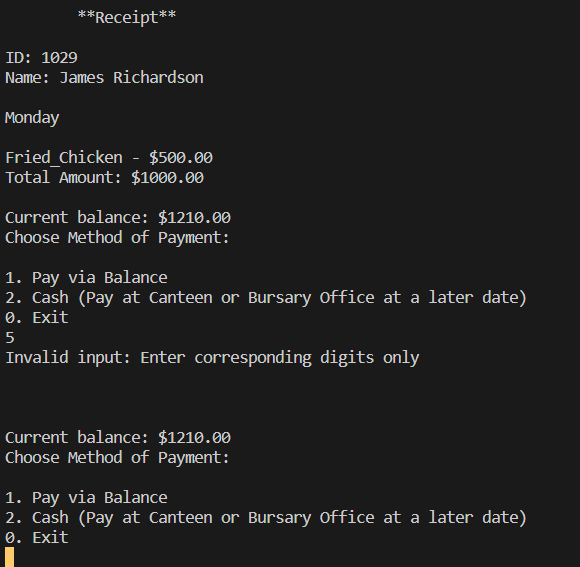 **Receipt**
ID: 1029
Name: James Richardson
Monday
Fried_Chicken - $500.00
Total Amount: $1000.00
Current balance: $1210.00
Choose Method of Payment:
1. Pay via Balance
2. Cash (Pay at Canteen or Bursary Office at a later date)
0. Exit
5
Invalid input: Enter corresponding digits only
Current balance: $1210.00
Choose Method of Payment:
1. Pay via Balance
2. Cash (Pay at Canteen or Bursary Office at a later date)
0. Exit